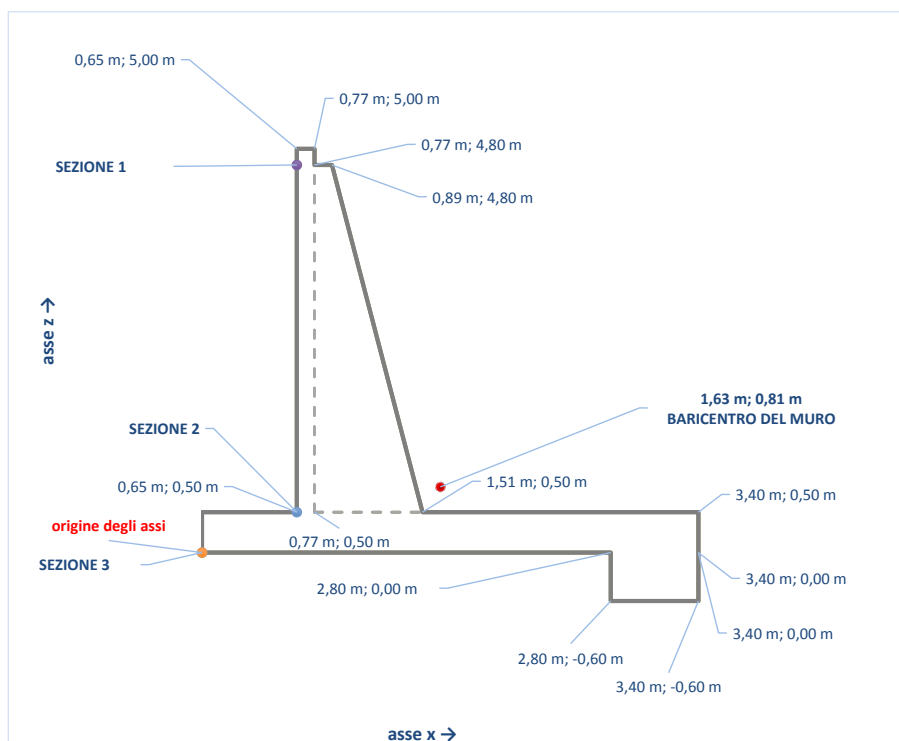 0,65 m; 5,00 m
0,77 m; 5,00 m
0,77 m; 4,80 m
SEZIONE 1
0,89 m; 4,80 m
asse z →
1,63 m; 0,81 m
BARICENTRO DEL MURO
SEZIONE 2
0,65 m; 0,50 m
1,51 m; 0,50 m
3,40 m; 0,50 m
origine degli assi
0,77 m; 0,50 m
SEZIONE 3
2,80 m; 0,00 m
3,40 m; 0,00 m
3,40 m; 0,00 m
2,80 m; -0,60 m
3,40 m; -0,60 m
asse x →